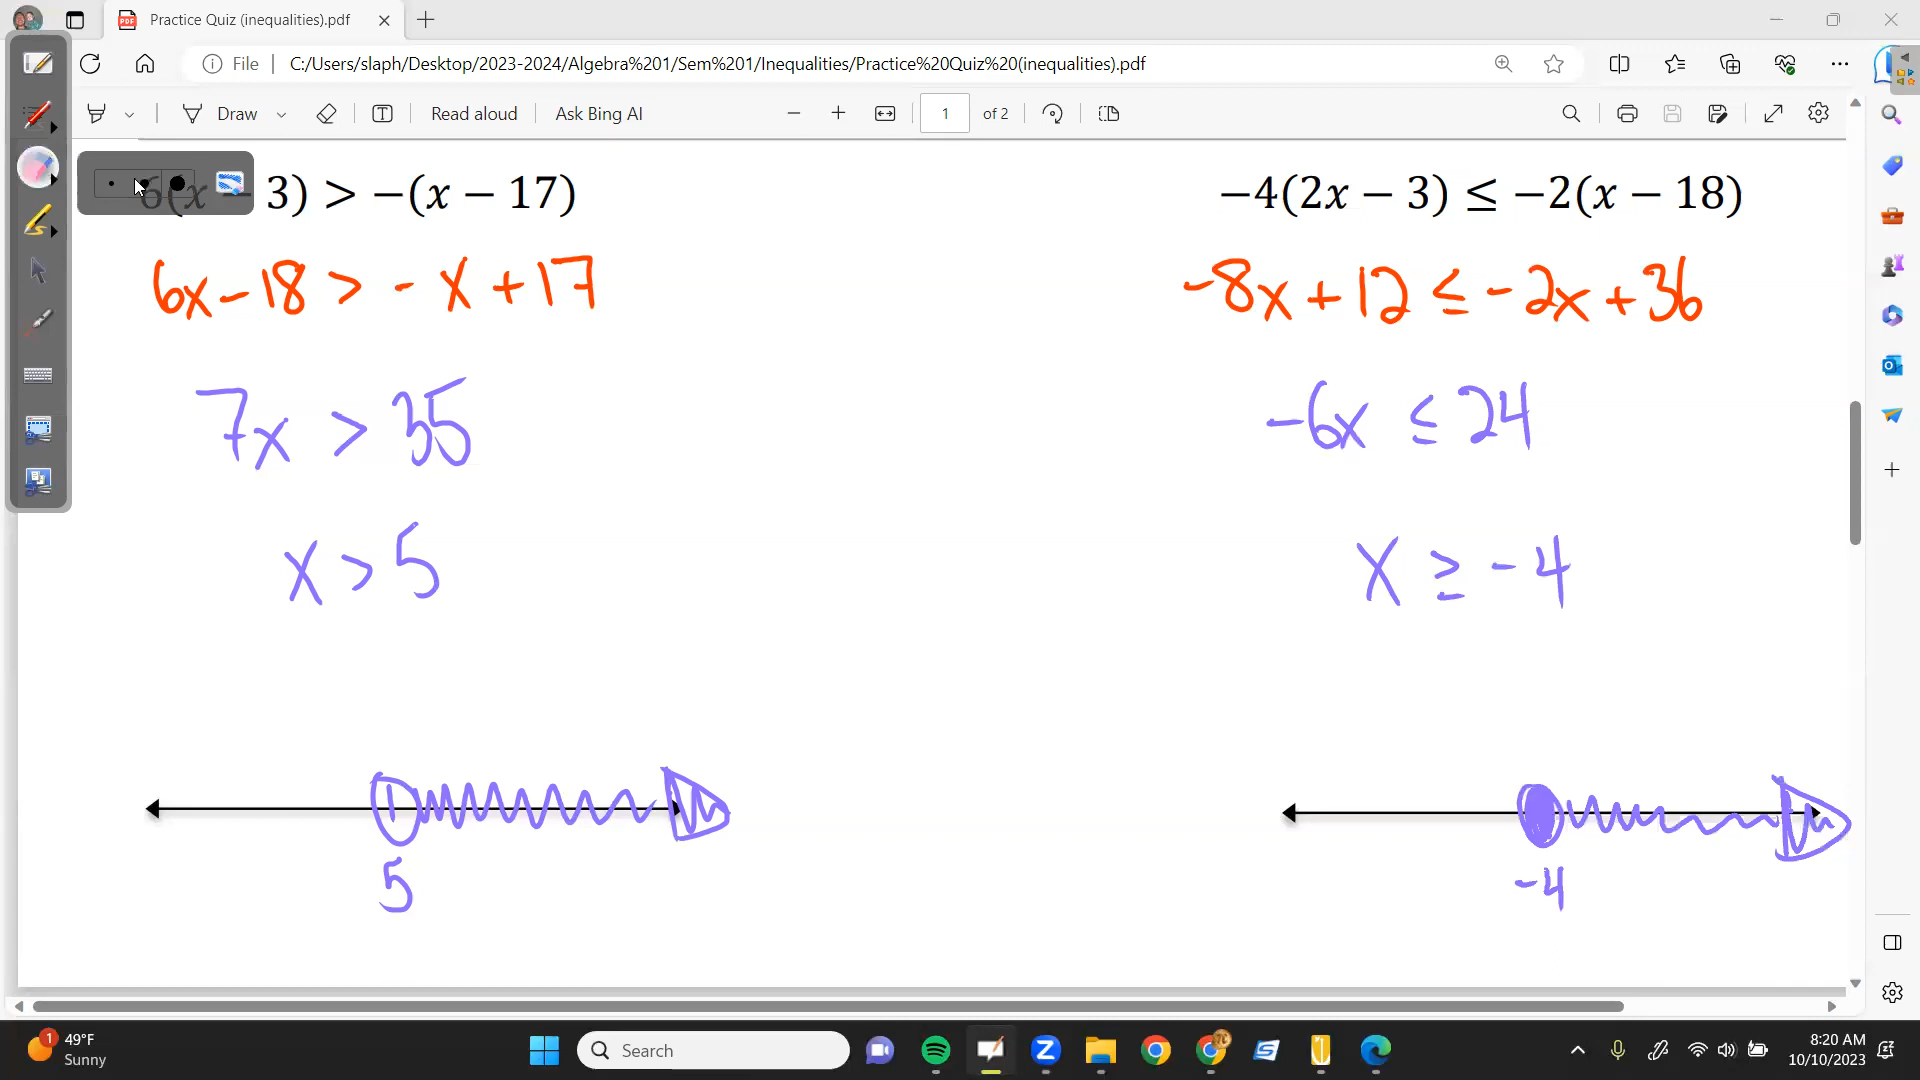 Practice Quiz (inequalities).pdf
File
C:/Users/slaph/Desktop/2023-2024/Algebra%201/Sem%201/Inequalities/Practice%20Quiz%20(inequalities).pdf
Draw
Read aloud
Ask Bing AI
1 of 2
6(x − 3) > −(x − 17)
6x - 18 > - x + 17
7x > 35
x > 5
5
−4(2x − 3) ≤ −2(x − 18)
-8x + 12 ≤ -2x + 36
-6x ≤ 24
x ≥ -4
-4
1
49°F
Sunny
Search
8:20 AM
10/10/2023